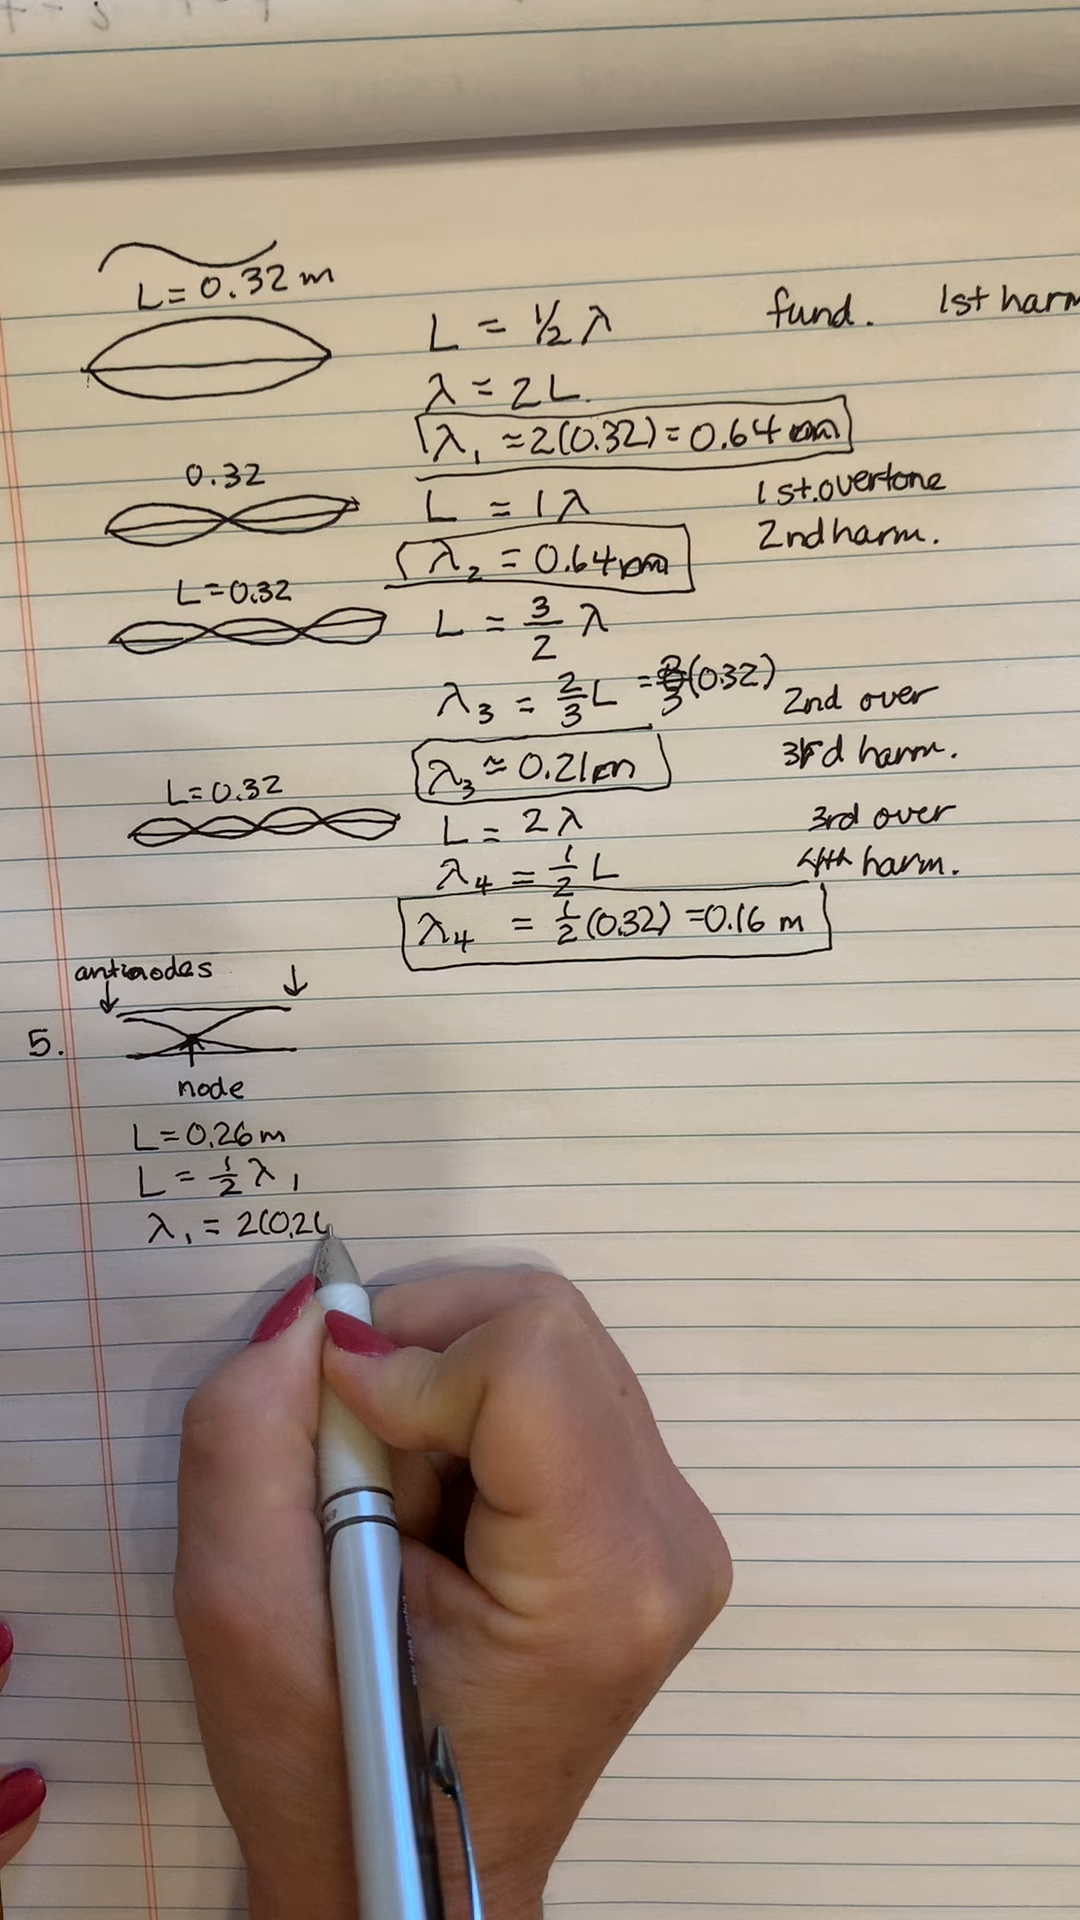 L = 0.32 m
L = ½ λ fund. 1st harm
λ = 2L.
λ₁ = 2(0.32) = 0.64 m
0.32
L = 1λ 1st overtone
λ₂ = 0.64 m 2nd harm.
L = 0.32
L = 3/2 λ
λ₃ = 2/3 L = 2/3 (0.32) 2nd over
λ₃ ≈ 0.21 m 3rd harm.
L = 0.32
L = 2λ 3rd over
λ₄ = 1/2 L 4th harm.
λ₄ = 1/2 (0.32) = 0.16 m
antinodes
5.
node
L = 0.26 m
L = 1/2 λ₁
λ₁ = 2(0.26